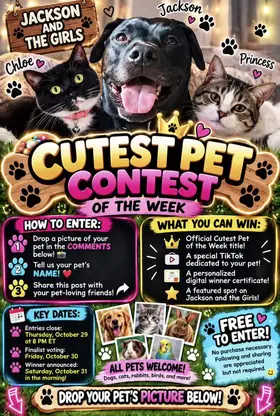 JACKSON
AND THE GIRLS
Jackson
Chloe
Princess
CUTEST PET
CONTEST
OF THE WEEK
HOW TO ENTER:
1 Drop a picture of your
pet in the COMMENTS
below! 📸
2 Tell us your pet's
NAME! ♥
3 Share this post with
your pet-loving friends!
WHAT YOU CAN WIN:
Official Cutest Pet
of the Week title!
A special TikTok
dedicated to your pet!
A personalized
digital winner certificate!
A featured spot on
Jackson and the Girls!
KEY DATES:
Entries close:
Thursday, October 29
at 8 PM ET
Finalist voting:
Friday, October 30
Winner announced:
Saturday, October 31
in the morning!
ALL PETS WELCOME!
Dogs, cats, rabbits, birds, and more!
FREE TO
ENTER!
No purchase necessary.
Following and sharing
are appreciated
but not required.
DROP YOUR PET'S PICTURE BELOW!